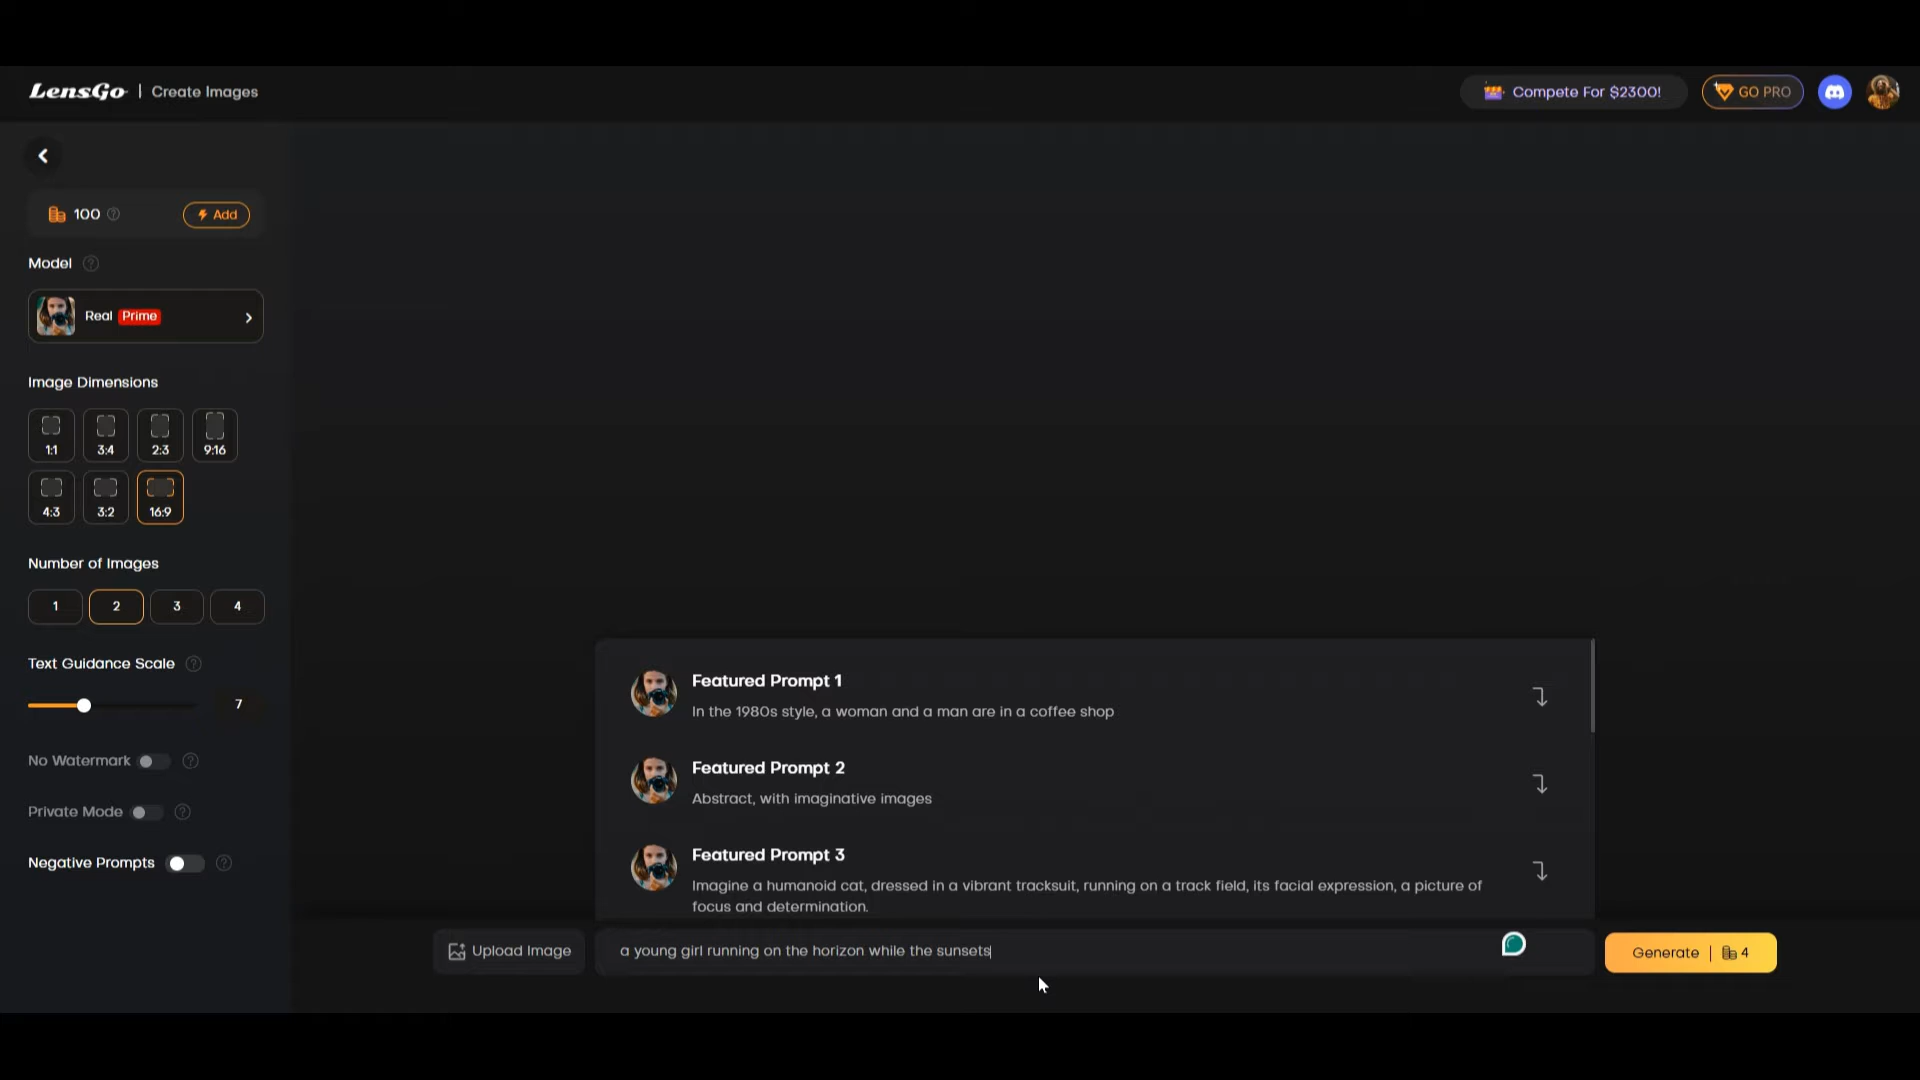 LensGo | Create Images
Compete For $2300!
GO PRO
100
Add
Model
Real Prime
Image Dimensions
1:1 3:4 2:3 9:16
4:3 3:2 16:9
Number of Images
1 2 3 4
Text Guidance Scale
7
No Watermark
Private Mode
Negative Prompts
Featured Prompt 1
In the 1980s style, a woman and a man are in a coffee shop
Featured Prompt 2
Abstract, with imaginative images
Featured Prompt 3
Imagine a humanoid cat, dressed in a vibrant tracksuit, running on a track field, its facial expression, a picture of
focus and determination.
Upload Image
a young girl running on the horizon while the sunsets
Generate | 4